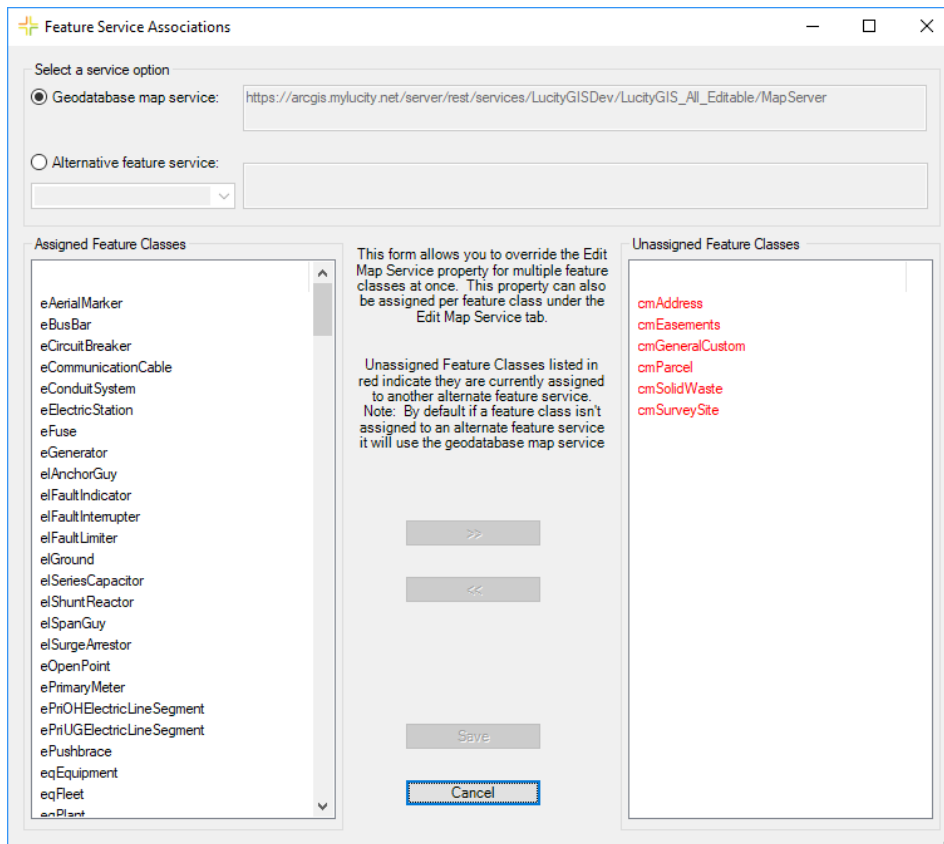 Feature Service Associations
Select a service option
Geodatabase map service:
https://arcgis.mylucity.net/server/rest/services/LucityGISDev/LucityGIS_All_Editable/MapServer
Alternative feature service:
Assigned Feature Classes
eAerialMarker
eBusBar
eCircuitBreaker
eCommunicationCable
eConduitSystem
eElectricStation
eFuse
eGenerator
elAnchorGuy
elFaultIndicator
elFaultInterrupter
elFaultLimiter
elGround
elSeriesCapacitor
elShuntReactor
elSpanGuy
elSurgeArrestor
eOpenPoint
ePrimaryMeter
ePriOHElectricLineSegment
ePriUGElectricLineSegment
ePushbrace
eqEquipment
eqFleet
eqPlant
This form allows you to override the Edit
Map Service property for multiple feature
classes at once. This property can also
be assigned per feature class under the
Edit Map Service tab.
Unassigned Feature Classes listed in
red indicate they are currently assigned
to another alternate feature service.
Note: By default if a feature class isn't
assigned to an alternate feature service
it will use the geodatabase map service
>>
<<
Save
Cancel
Unassigned Feature Classes
cmAddress
cmEasements
cmGeneralCustom
cmParcel
cmSolidWaste
cmSurveySite